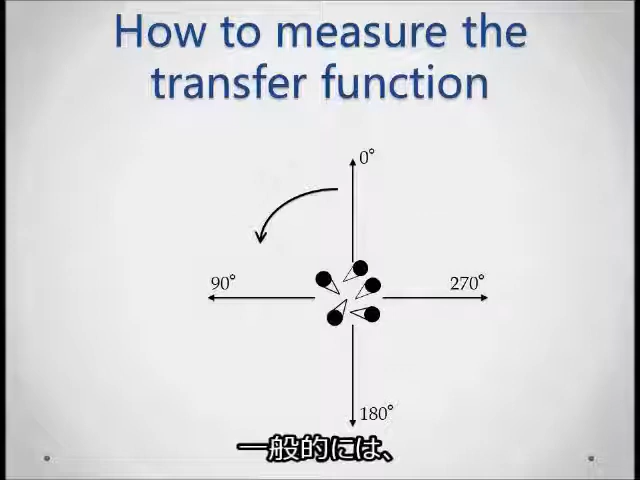 How to measure the
transfer function
0°
90°
270°
180°
一般的には、